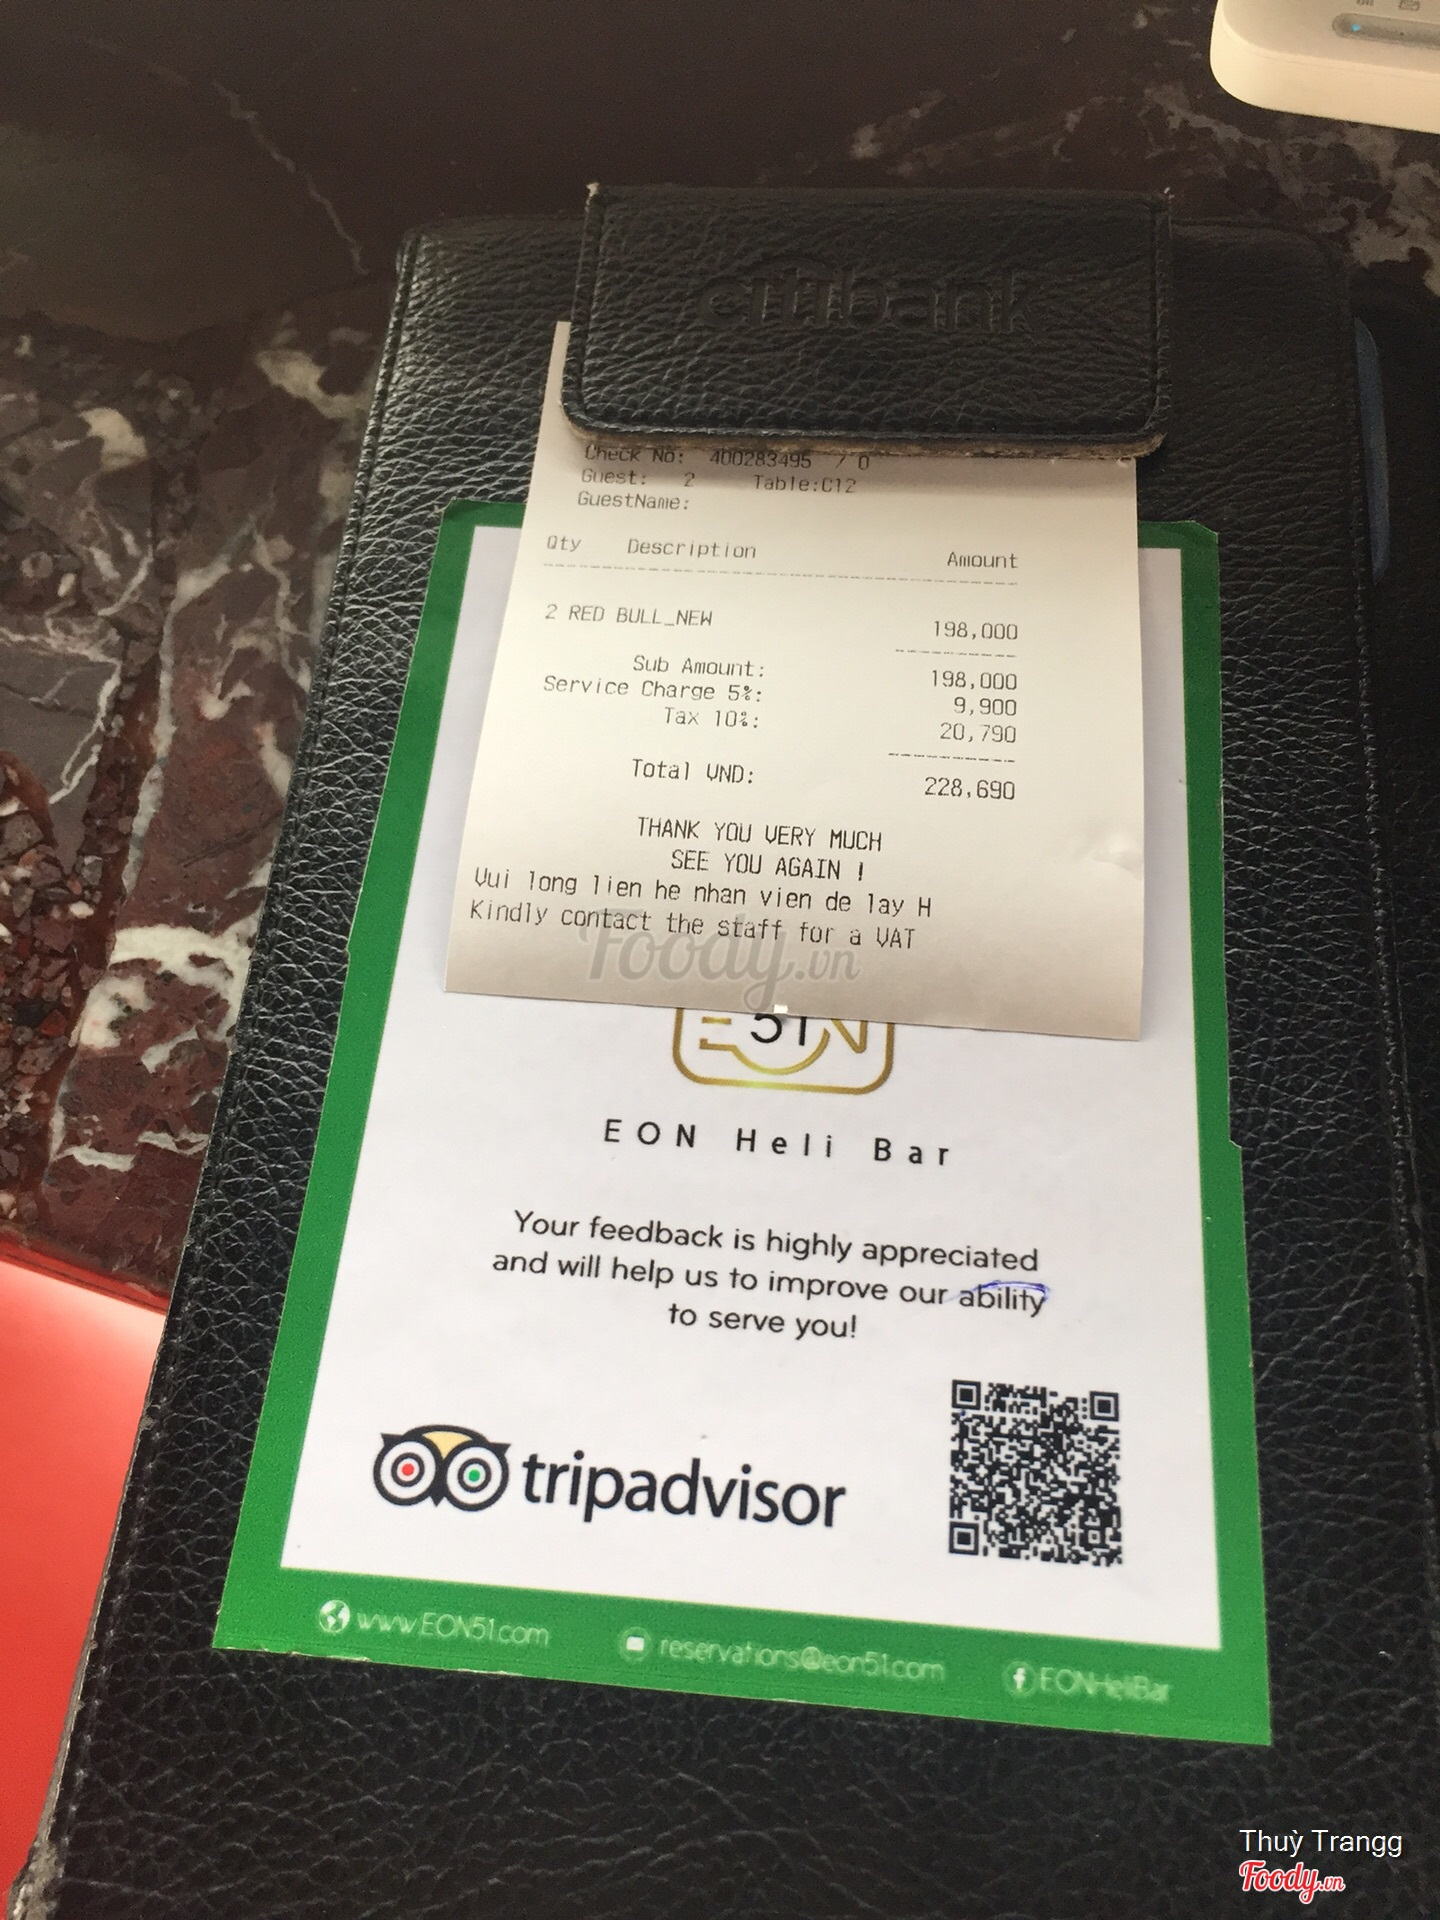 citibank
Check No: 400283495 / 0
Guest: 2 Table:C12
GuestName:
Qty Description Amount
2 RED BULL_NEW 198,000
Sub Amount: 198,000
Service Charge 5%: 9,900
Tax 10%: 20,790
Total VND: 228,690
THANK YOU VERY MUCH
SEE YOU AGAIN !
Vui long lien he nhan vien de lay H
Kindly contact the staff for a VAT
Foody.vn
E51N
EON Heli Bar
Your feedback is highly appreciated
and will help us to improve our ability
to serve you!
tripadvisor
www.EON51.com reservations@eon51.com EONHeliBar
Thuỳ Trangg
Foody.vn